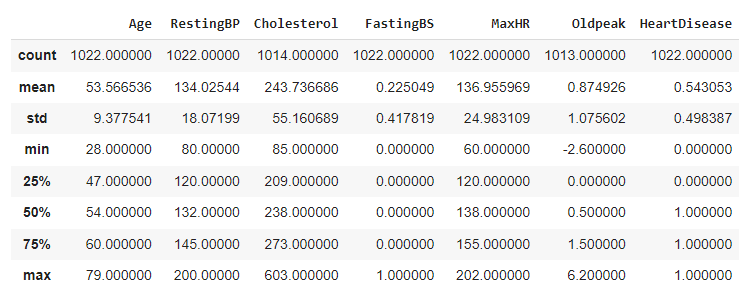 Age RestingBP Cholesterol FastingBS MaxHR Oldpeak HeartDisease
count 1022.000000 1022.00000 1014.000000 1022.000000 1022.000000 1013.000000 1022.000000
mean 53.566536 134.02544 243.736686 0.225049 136.955969 0.874926 0.543053
std 9.377541 18.07199 55.160689 0.417819 24.983109 1.075602 0.498387
min 28.000000 80.00000 85.000000 0.000000 60.000000 -2.600000 0.000000
25% 47.000000 120.00000 209.000000 0.000000 120.000000 0.000000 0.000000
50% 54.000000 132.00000 238.000000 0.000000 138.000000 0.500000 1.000000
75% 60.000000 145.00000 273.000000 0.000000 155.000000 1.500000 1.000000
max 79.000000 200.00000 603.000000 1.000000 202.000000 6.200000 1.000000